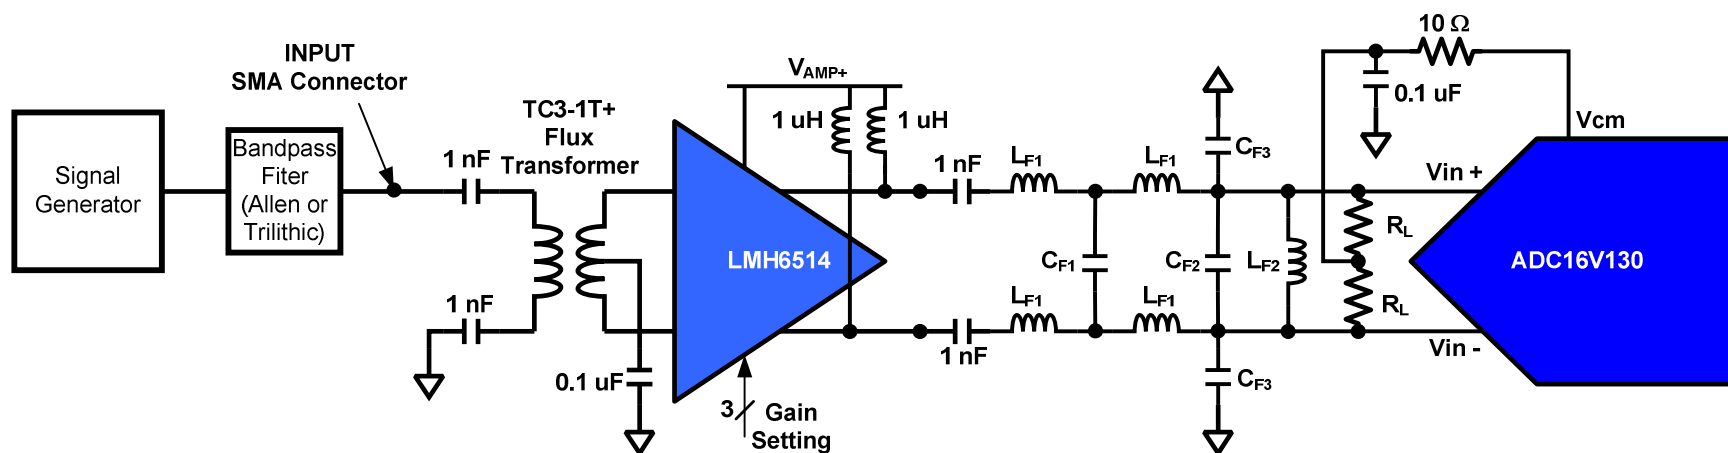 Signal
Generator
Bandpass
Fiter
(Allen or
Trilithic)
INPUT
SMA Connector
1 nF
1 nF
TC3-1T+
Flux
Transformer
0.1 uF
VAMP+
1 uH
1 uH
LMH6514
3
Gain
Setting
1 nF
1 nF
LF1
LF1
LF1
LF1
CF1
CF3
CF2
CF3
LF2
RL
RL
10 Ω
0.1 uF
Vcm
Vin +
Vin -
ADC16V130